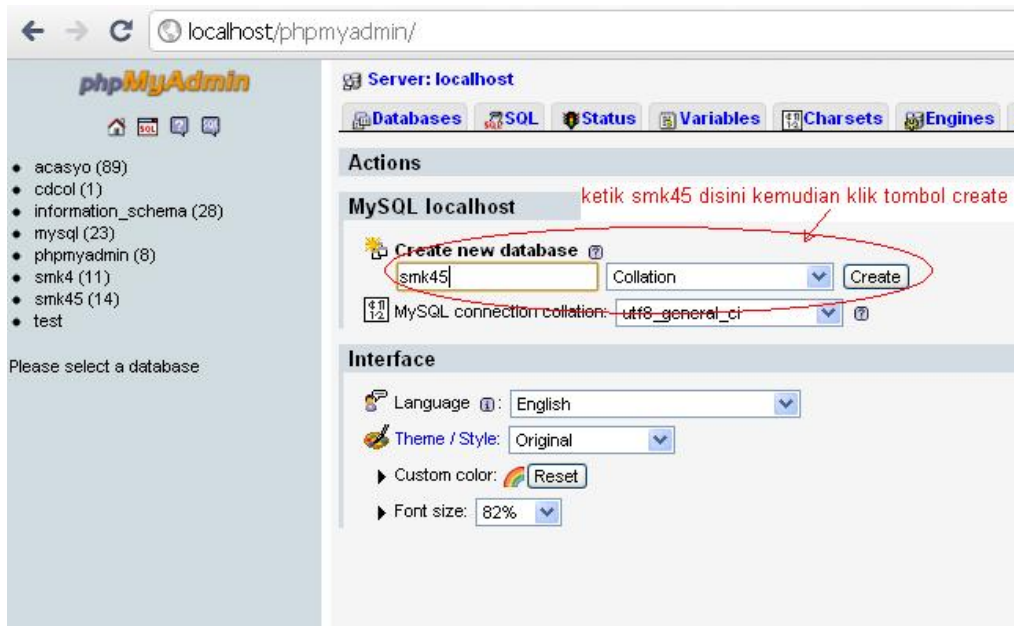 localhost/phpmyadmin/
phpMyAdmin
SQL
acasyo (89)
cdcol (1)
information_schema (28)
mysql (23)
phpmyadmin (8)
smk4 (11)
smk45 (14)
test
Please select a database
Server: localhost
Databases SQL Status Variables Charsets Engines
Actions
MySQL localhost
ketik smk45 disini kemudian klik tombol create
Create new database
smk45 Collation Create
MySQL connection collation: utf8_general_ci
Interface
Language : English
Theme / Style: Original
Custom color: Reset
Font size: 82%